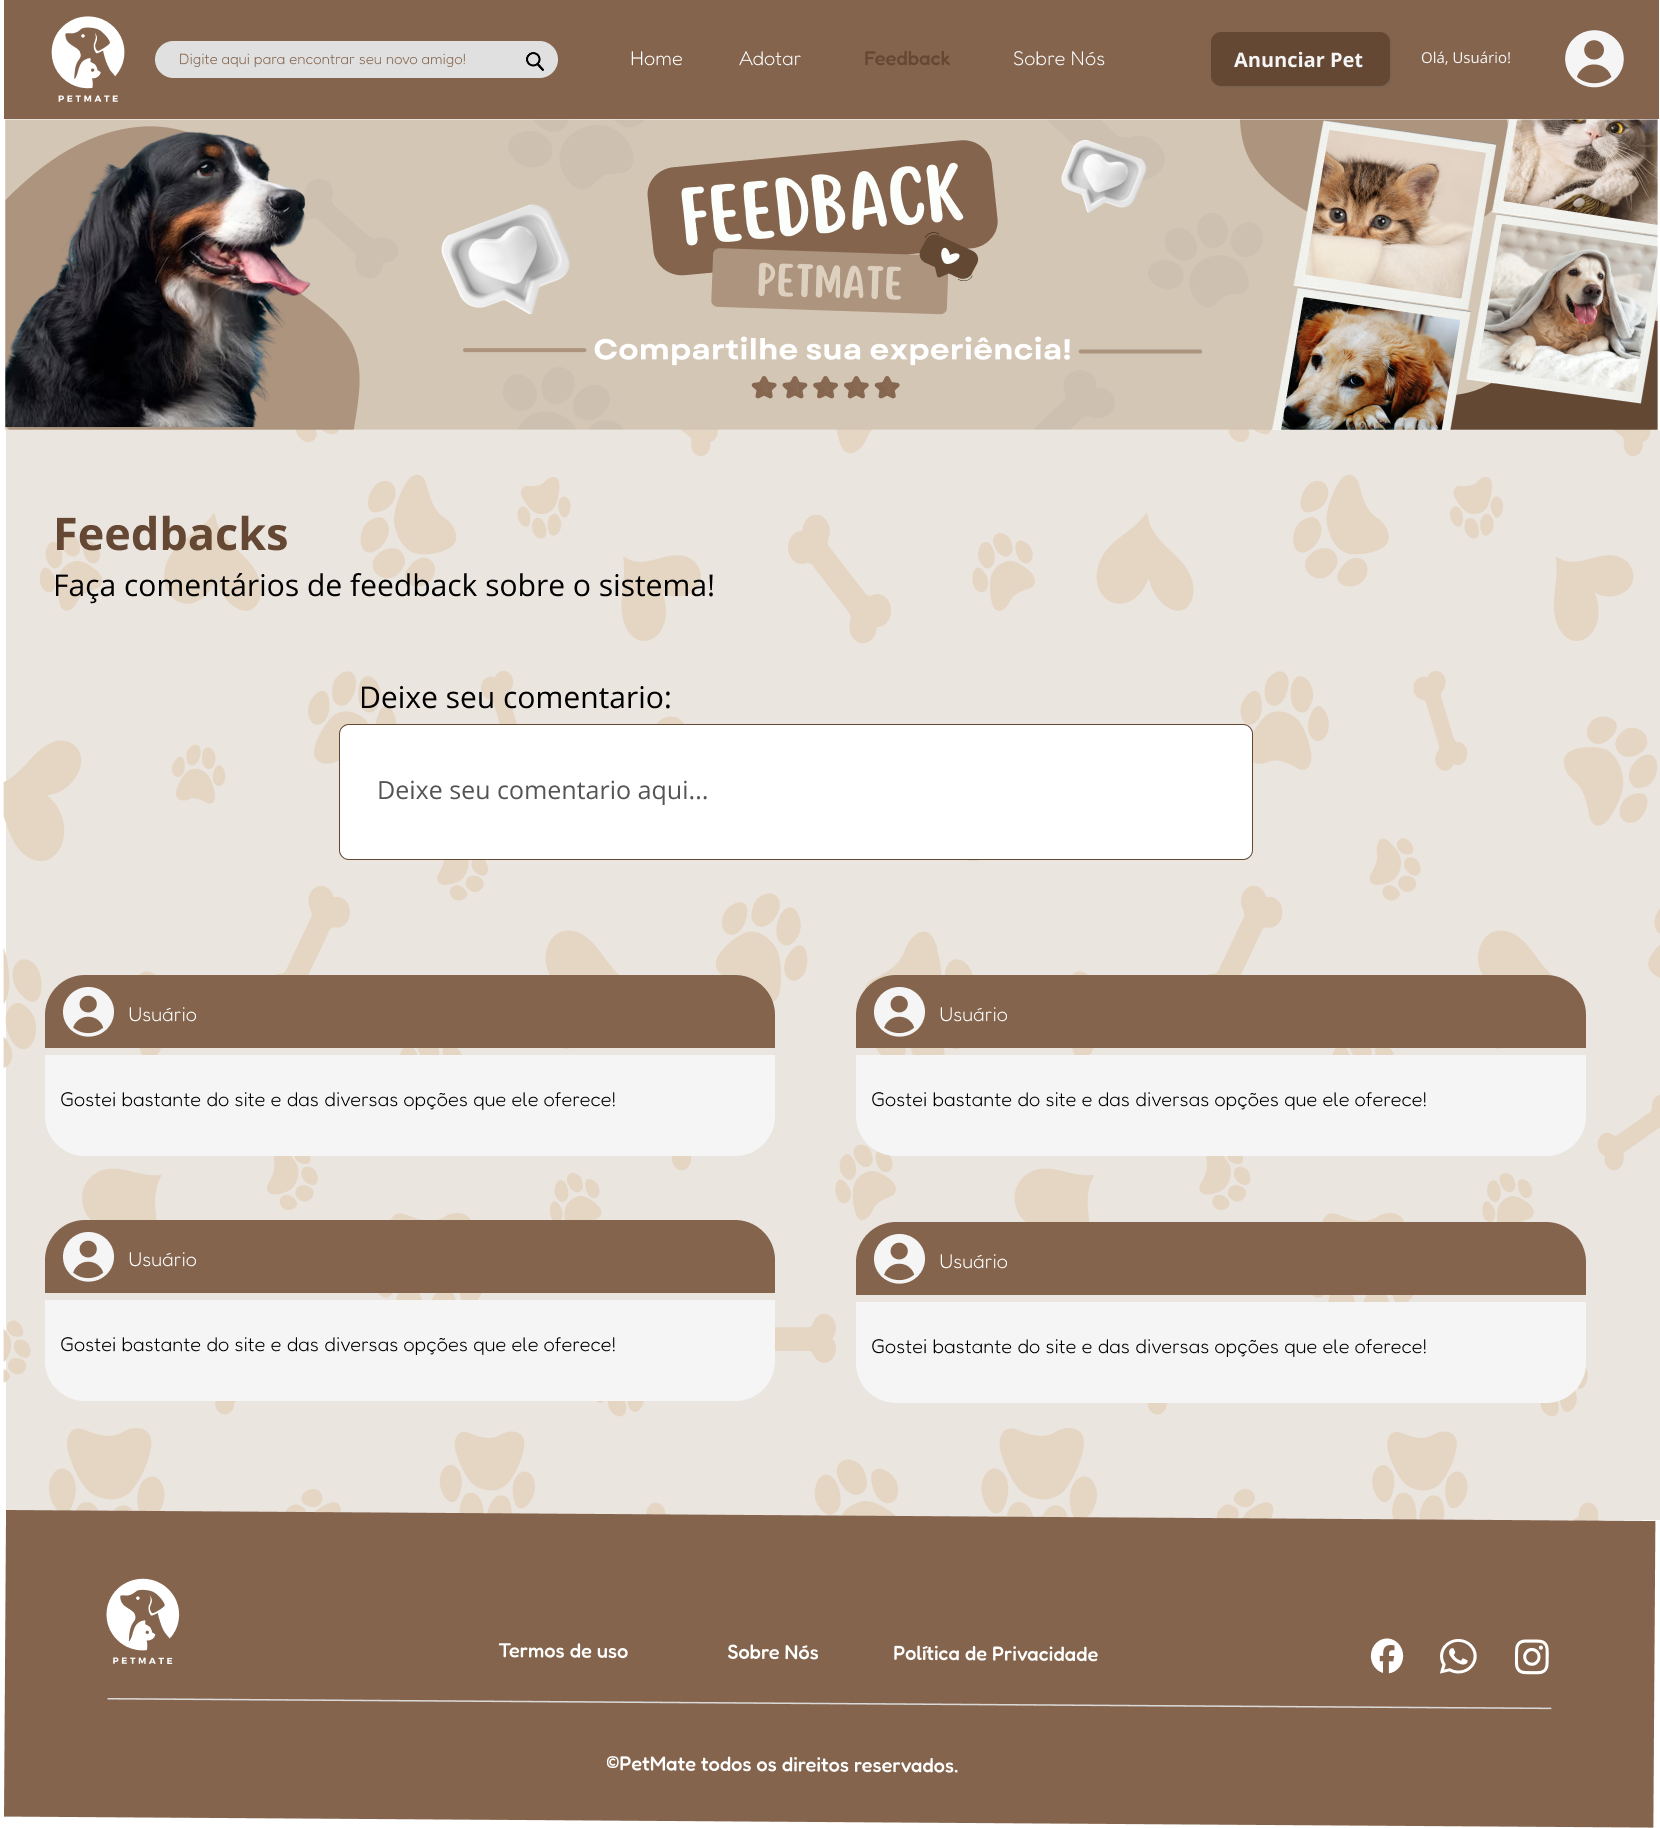 PETMATE
Digite aqui para encontrar seu novo amigo!
Home
Adotar
Feedback
Sobre Nós
Anunciar Pet
Olá, Usuário!
FEEDBACK
PETMATE
Compartilhe sua experiência!
Feedbacks
Faça comentários de feedback sobre o sistema!
Deixe seu comentario:
Deixe seu comentario aqui...
Usuário
Gostei bastante do site e das diversas opções que ele oferece!
Usuário
Gostei bastante do site e das diversas opções que ele oferece!
Usuário
Gostei bastante do site e das diversas opções que ele oferece!
Usuário
Gostei bastante do site e das diversas opções que ele oferece!
PETMATE
Termos de uso
Sobre Nós
Política de Privacidade
©PetMate todos os direitos reservados.